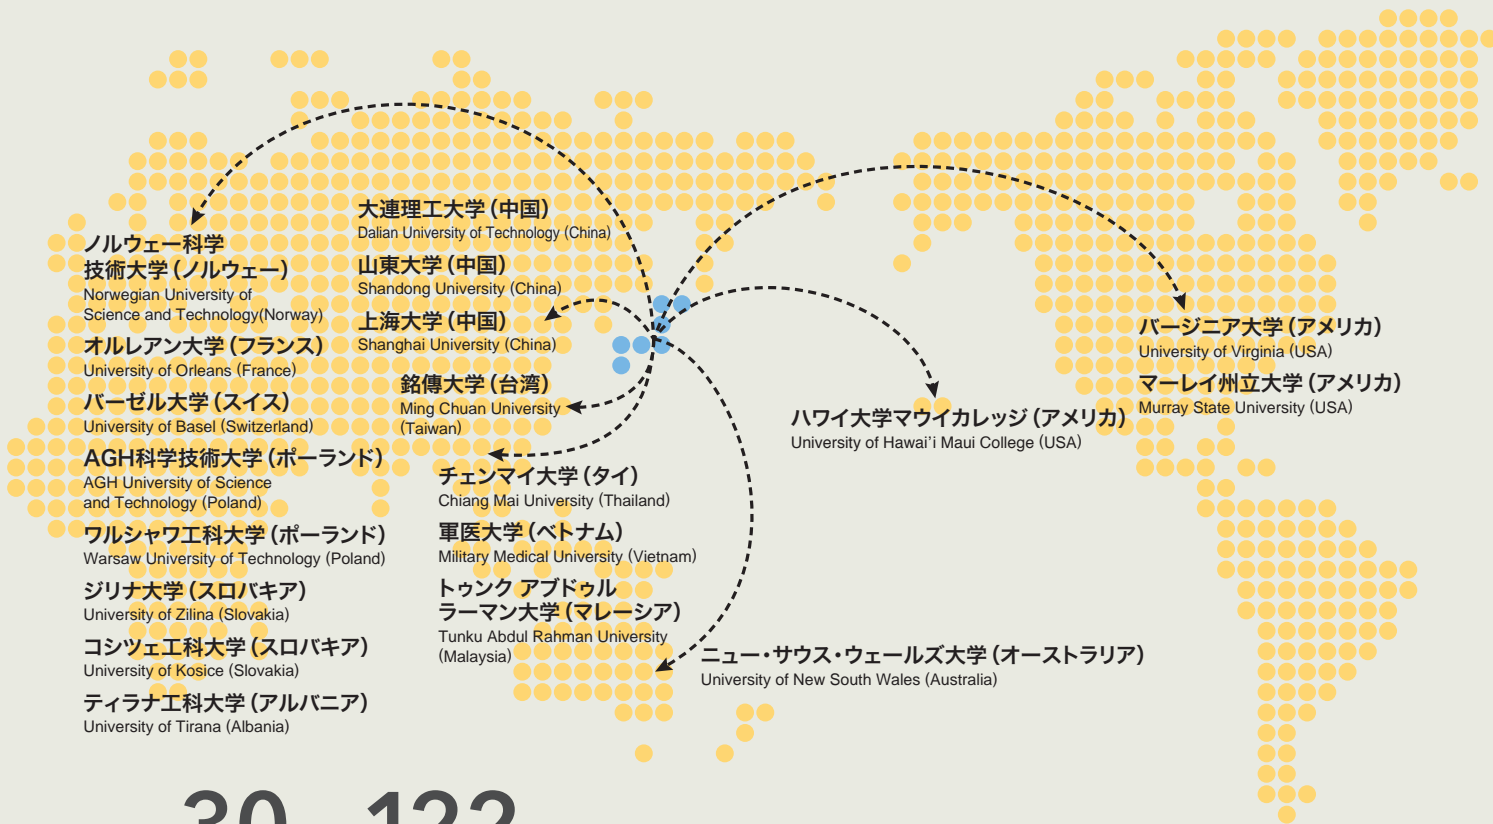 ノルウェー科学
技術大学（ノルウェー）
Norwegian University of
Science and Technology(Norway)
オルレアン大学（フランス）
University of Orleans (France)
バーゼル大学（スイス）
University of Basel (Switzerland)
AGH科学技術大学（ポーランド）
AGH University of Science
and Technology (Poland)
ワルシャワ工科大学（ポーランド）
Warsaw University of Technology (Poland)
ジリナ大学（スロバキア）
University of Zilina (Slovakia)
コシツェ工科大学（スロバキア）
University of Kosice (Slovakia)
ティラナ工科大学（アルバニア）
University of Tirana (Albania)
大連理工大学（中国）
Dalian University of Technology (China)
山東大学（中国）
Shandong University (China)
上海大学（中国）
Shanghai University (China)
銘傳大学（台湾）
Ming Chuan University
(Taiwan)
チェンマイ大学（タイ）
Chiang Mai University (Thailand)
軍医大学（ベトナム）
Military Medical University (Vietnam)
トゥンク アブドゥル
ラーマン大学（マレーシア）
Tunku Abdul Rahman University
(Malaysia)
ニュー・サウス・ウェールズ大学（オーストラリア）
University of New South Wales (Australia)
ハワイ大学マウイカレッジ（アメリカ）
University of Hawai'i Maui College (USA)
バージニア大学（アメリカ）
University of Virginia (USA)
マーレイ州立大学（アメリカ）
Murray State University (USA)
30 122